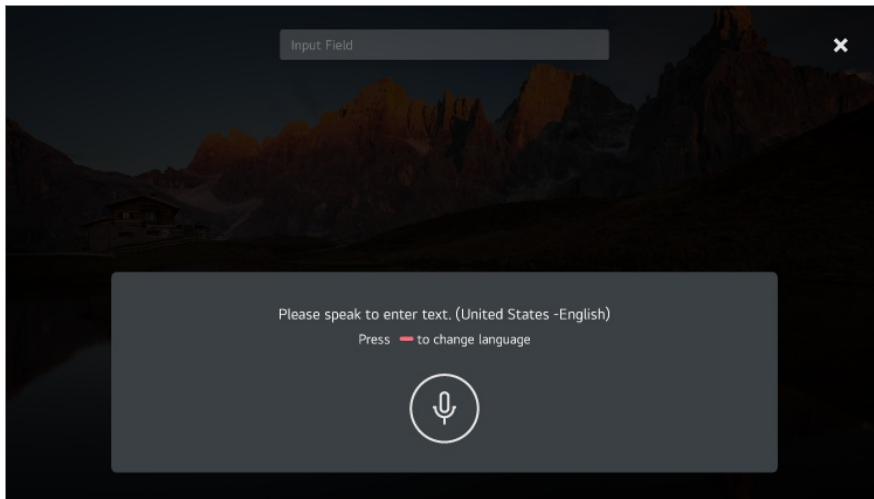 Input Field
Please speak to enter text. (United States -English)
Press to change language